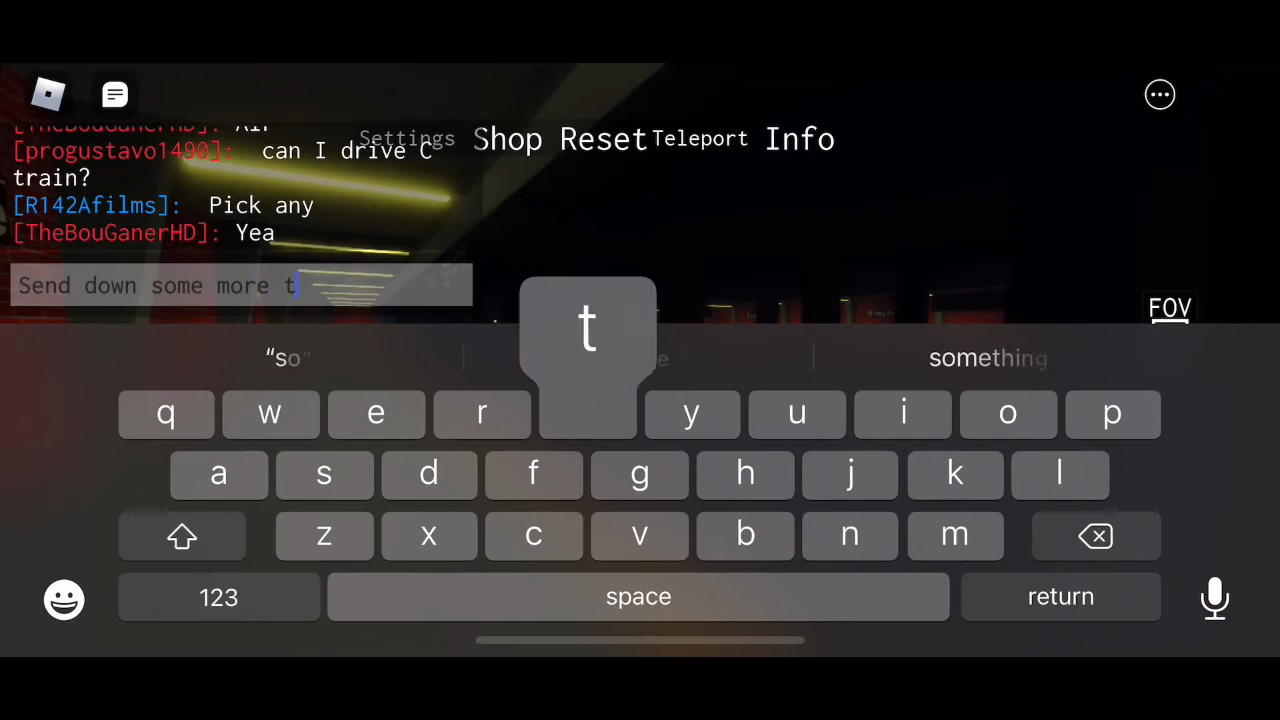 Settings Shop Reset Teleport Info
[TheBouGanerHD]:
[progustavo1490]: can I drive C
train?
[R142Afilms]: Pick any
[TheBouGanerHD]: Yea
Send down some more t
FOV
t
“so” something
q w e r y u i o p
a s d f g h j k l
z x c v b n m
123 space return